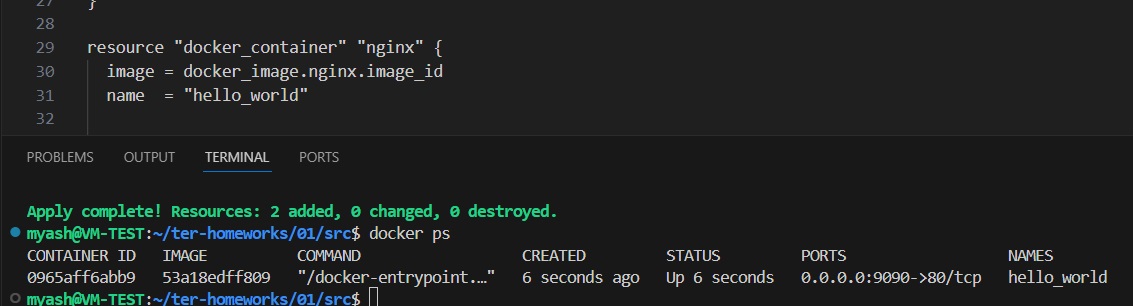 27 }
28
29 resource "docker_container" "nginx" {
30 image = docker_image.nginx.image_id
31 name = "hello_world"
32
PROBLEMS OUTPUT TERMINAL PORTS
Apply complete! Resources: 2 added, 0 changed, 0 destroyed.
myash@VM-TEST:~/ter-homeworks/01/src$ docker ps
CONTAINER ID IMAGE COMMAND CREATED STATUS PORTS NAMES
0965aff6abb9 53a18edff809 "/docker-entrypoint.…" 6 seconds ago Up 6 seconds 0.0.0.0:9090->80/tcp hello_world
myash@VM-TEST:~/ter-homeworks/01/src$